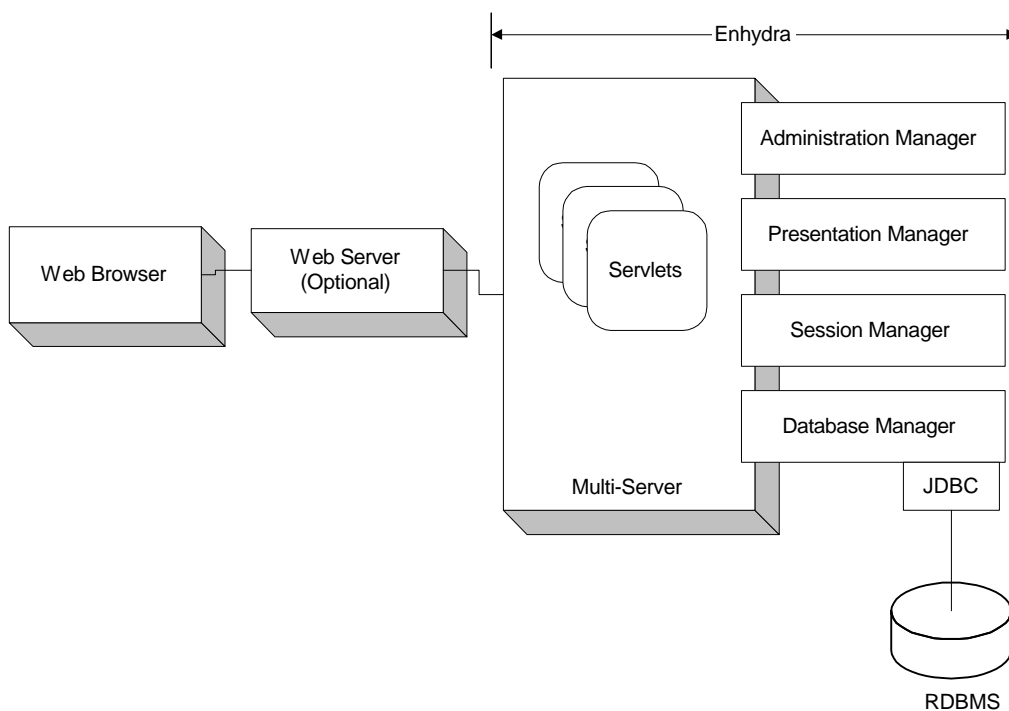 Enhydra
Administration Manager
Presentation Manager
Session Manager
Database Manager
JDBC
RDBMS
Servlets
Multi-Server
Web Browser
Web Server
(Optional)